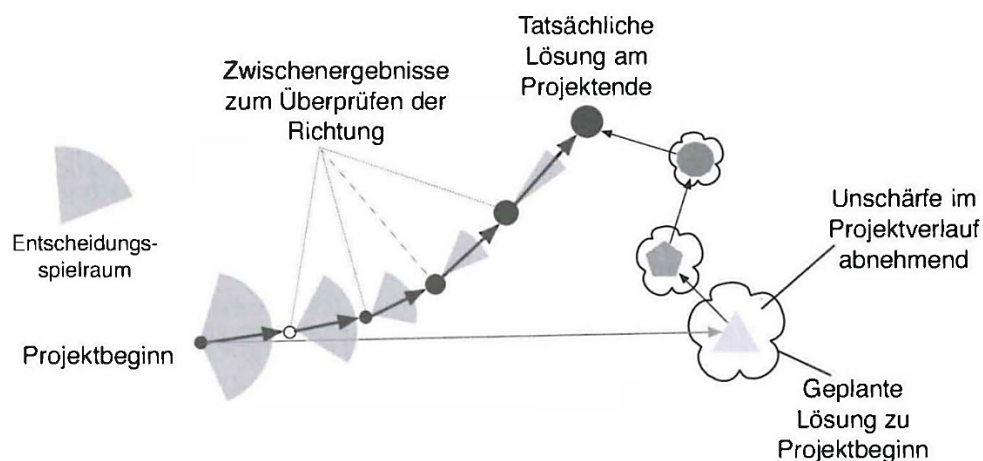 Tatsächliche
Lösung am
Projektende
Zwischenergebnisse
zum Überprüfen der
Richtung
Entscheidungs-
spielraum
Unschärfe im
Projektverlauf
abnehmend
Projektbeginn
Geplante
Lösung zu
Projektbeginn